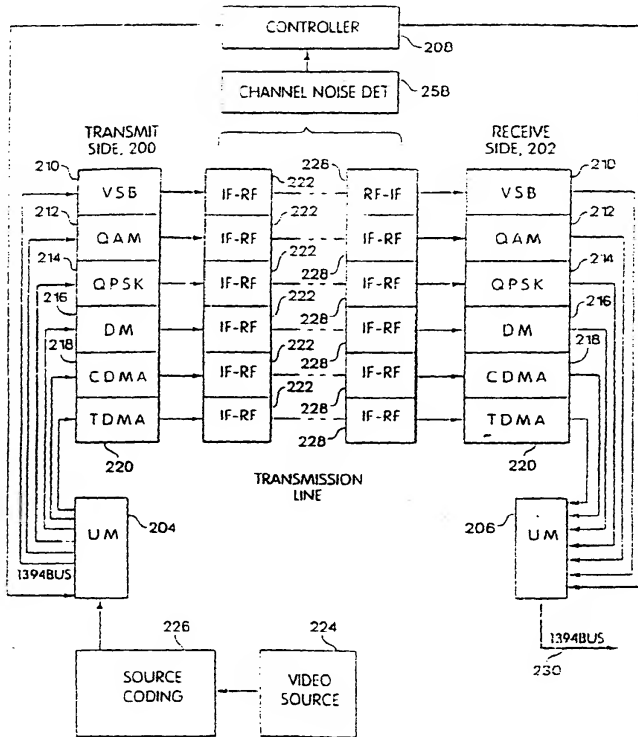 CONTROLLER
208
CHANNEL NOISE DET
258
TRANSMIT
SIDE, 200
RECEIVE
SIDE, 202
210 VSB IF-RF 222 228 RF-IF VSB 210
212 QAM IF-RF 222 IF-RF QAM 212
214 QPSK IF-RF 222 228 IF-RF QPSK 214
216 DM IF-RF 222 228 IF-RF DM 216
218 CDMA IF-RF 222 228 IF-RF CDMA 218
TDMA IF-RF 222 228 IF-RF TDMA
228
220 220
TRANSMISSION
LINE
UM 204
206 UM
1394BUS
1394BUS
230
226
224
SOURCE
CODING
VIDEO
SOURCE